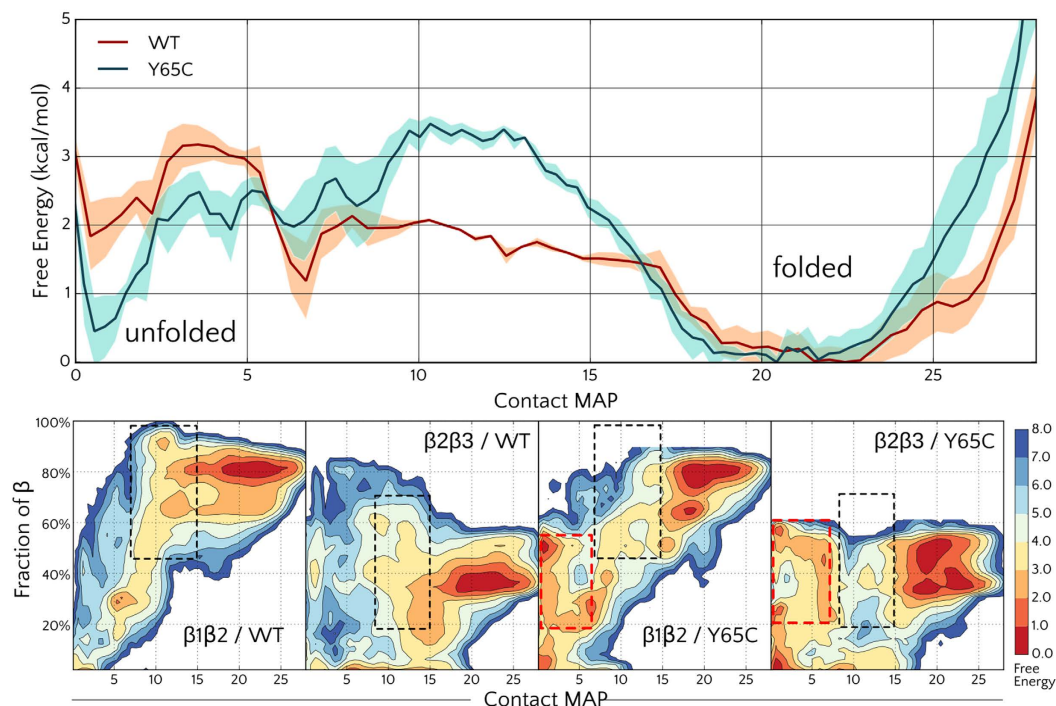 5
WT
Y65C
4
3
2
1
0
Free Energy (kcal/mol)
unfolded
folded
0 5 10 15 20 25
Contact MAP
100%
80%
60%
40%
20%
Fraction of β
β1β2 / WT
β2β3 / WT
β1β2 / Y65C
β2β3 / Y65C
5 10 15 20 25 5 10 15 20 25 5 10 15 20 25 5 10 15 20 25
Contact MAP
8.0
7.0
6.0
5.0
4.0
3.0
2.0
1.0
0.0
Free
Energy